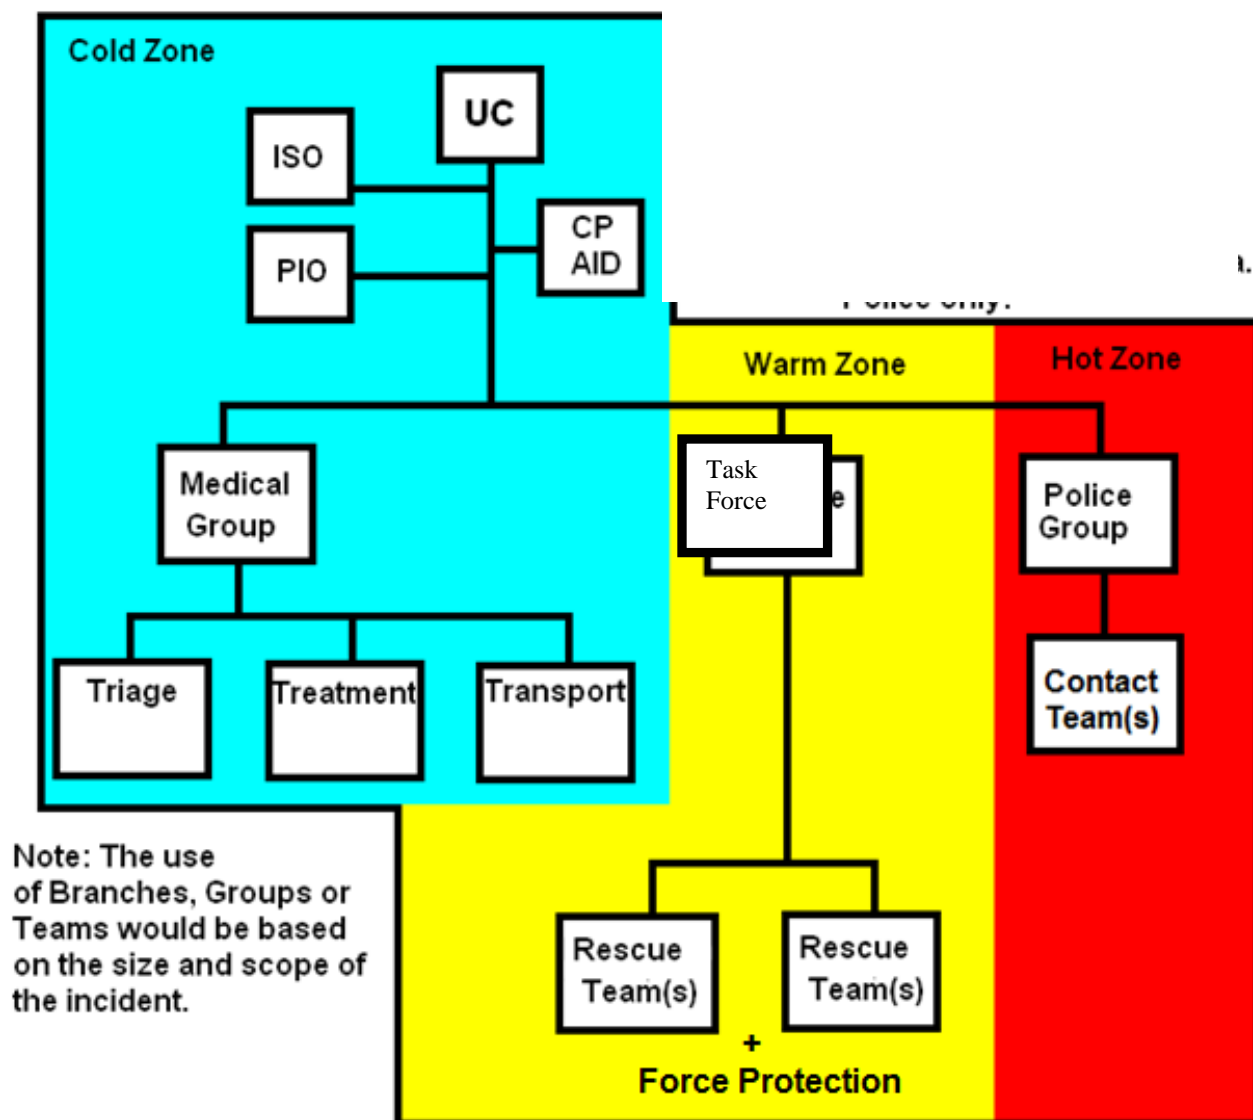 Cold Zone
UC
ISO
CP
AID
PIO
a.
Police only.
Warm Zone
Hot Zone
Medical
Group
Task
Force
e
Police
Group
Triage
Treatment
Transport
Contact
Team(s)
Note: The use
of Branches, Groups or
Teams would be based
on the size and scope of
the incident.
Rescue
Team(s)
Rescue
Team(s)
+
Force Protection